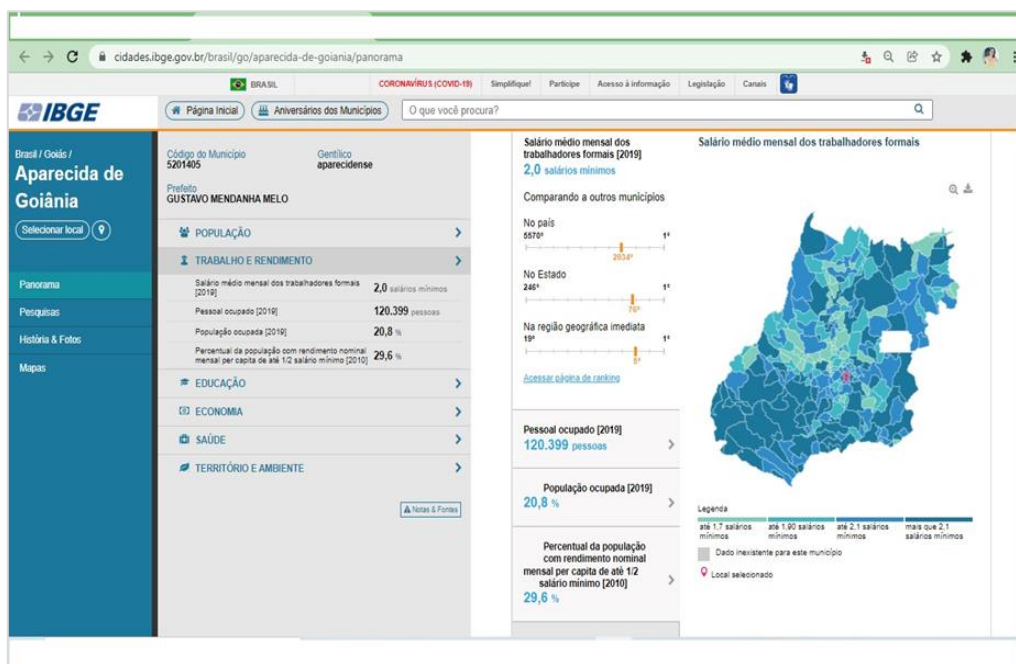 cidades.ibge.gov.br/brasil/go/aparecida-de-goiania/panorama
BRASIL
CORONAVÍRUS (COVID-19)
Simplifique!
Participe
Acesso à informação
Legislação
Canais
IBGE
Página Inicial
Aniversários dos Municípios
O que você procura?
Brasil / Goiás /
Aparecida de
Goiânia
Selecionar local
Panorama
Pesquisas
História & Fotos
Mapas
Código do Município
5201405
Gentílico
aparecidense
Prefeito
GUSTAVO MENDANHA MELO
POPULAÇÃO
TRABALHO E RENDIMENTO
Salário médio mensal dos trabalhadores formais
[2019]
2,0 salários mínimos
Pessoal ocupado [2019]
120.399 pessoas
População ocupada [2019]
20,8 %
Percentual da população com rendimento nominal
mensal per capita de até 1/2 salário mínimo [2010]
29,6 %
EDUCAÇÃO
ECONOMIA
SAÚDE
TERRITÓRIO E AMBIENTE
Notas & Fontes
Salário médio mensal dos
trabalhadores formais [2019]
2,0 salários mínimos
Comparando a outros municípios
No país
5570º 1º
2034º
No Estado
246º 1º
76º
Na região geográfica imediata
19º 1º
5º
Acessar página de ranking
Pessoal ocupado [2019]
120.399 pessoas
População ocupada [2019]
20,8 %
Percentual da população
com rendimento nominal
mensal per capita de até 1/2
salário mínimo [2010]
29,6 %
Salário médio mensal dos trabalhadores formais
Legenda
até 1,7 salários
mínimos
até 1,90 salários
mínimos
até 2,1 salários
mínimos
mais que 2,1
salários mínimos
Dado inexistente para este município
Local selecionado